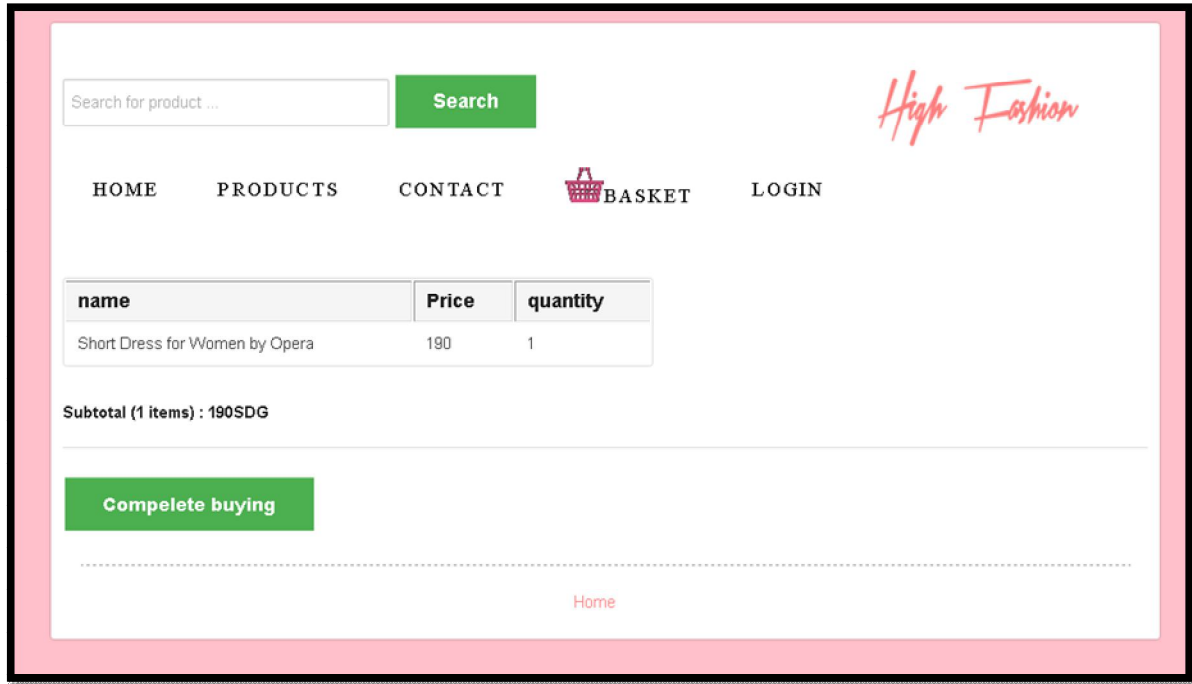 Search for product ... Search
High Fashion
HOME PRODUCTS CONTACT BASKET LOGIN
name Price quantity
Short Dress for Women by Opera 190 1
Subtotal (1 items) : 190SDG
Compelete buying
Home